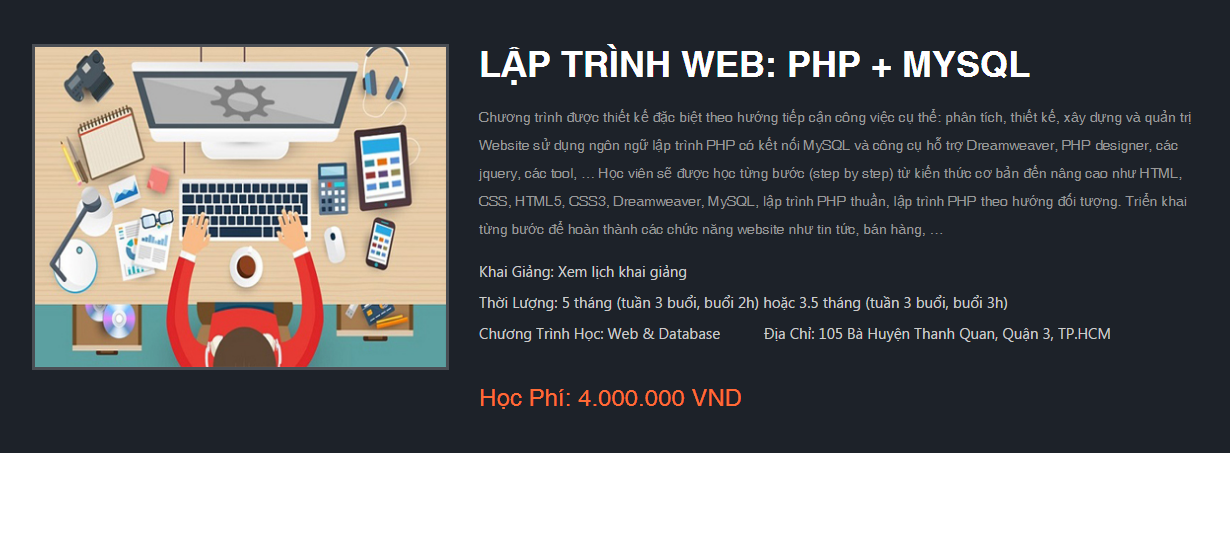 LẬP TRÌNH WEB: PHP + MYSQL
Chương trình được thiết kế đặc biệt theo hướng tiếp cận công việc cụ thể: phân tích, thiết kế, xây dựng và quản trị
Website sử dụng ngôn ngữ lập trình PHP có kết nối MySQL và công cụ hỗ trợ Dreamweaver, PHP designer, các
jquery, các tool, ... Học viên sẽ được học từng bước (step by step) từ kiến thức cơ bản đến nâng cao như HTML,
CSS, HTML5, CSS3, Dreamweaver, MySQL, lập trình PHP thuần, lập trình PHP theo hướng đối tượng. Triển khai
từng bước để hoàn thành các chức năng website như tin tức, bán hàng, ...
Khai Giảng: Xem lịch khai giảng
Thời Lượng: 5 tháng (tuần 3 buổi, buổi 2h) hoặc 3.5 tháng (tuần 3 buổi, buổi 3h)
Chương Trình Học: Web & Database Địa Chỉ: 105 Bà Huyện Thanh Quan, Quận 3, TP.HCM
Học Phí: 4.000.000 VND